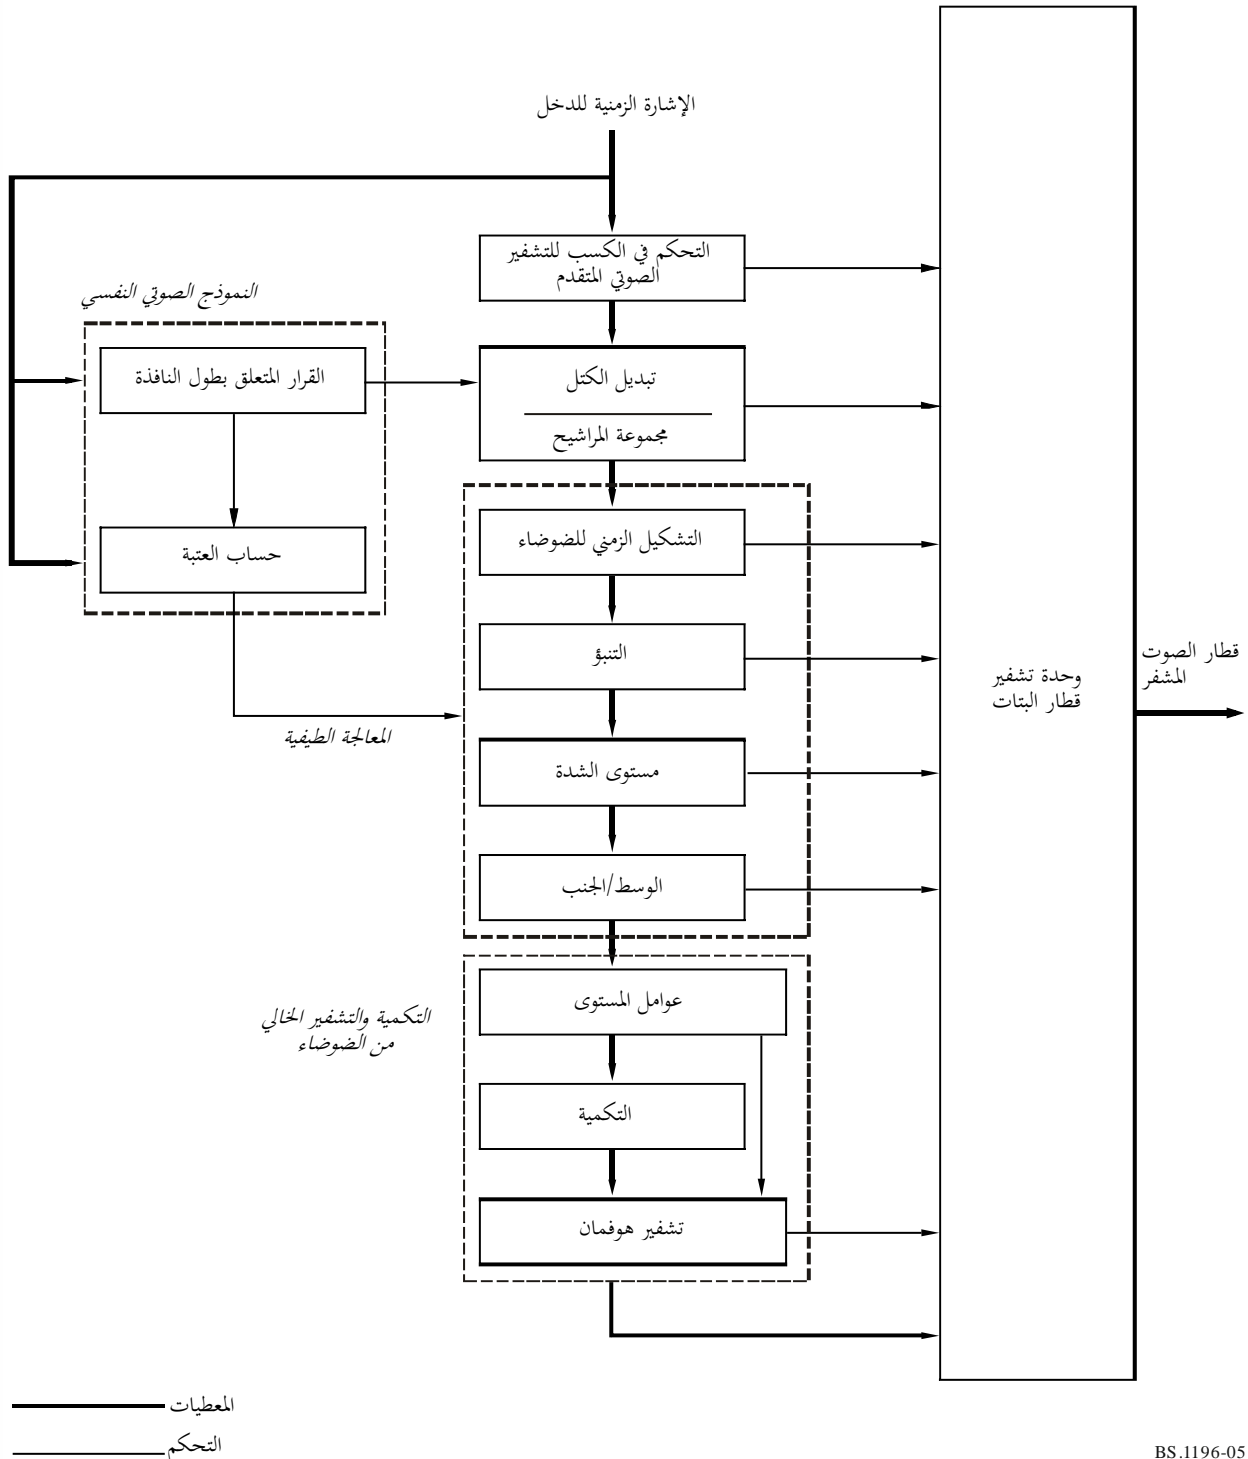 الإشارة الزمنية للدخل
التحكم في الكسب للتشفير
الصوتي المتقدم
النموذج الصوتي النفسي
القرار المتعلق بطول النافذة
تبديل الكتل
مجموعة المراشيح
حساب العتبة
التشكيل الزمني للضوضاء
التنبؤ
قطار الصوت
المشفر
وحدة تشفير
قطار البتات
المعالجة الطيفية
مستوى الشدة
الوسط/الجنب
عوامل المستوى
التكمية والتشفير الخالي
من الضوضاء
التكمية
تشفير هوفمان
المعطيات
التحكم
BS.1196-05